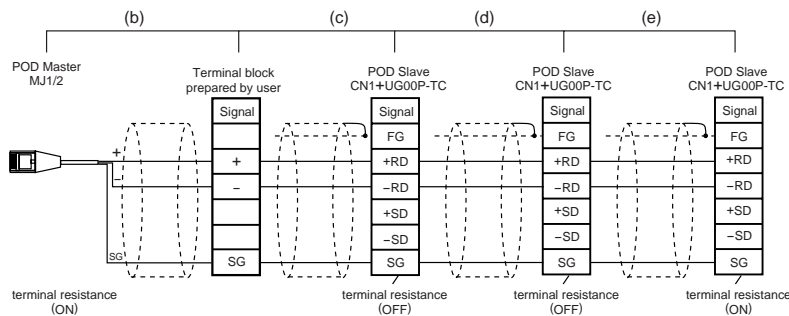 (b) (c) (d) (e)
POD Master
MJ1/2
Terminal block
prepared by user
POD Slave
CN1+UG00P-TC
POD Slave
CN1+UG00P-TC
POD Slave
CN1+UG00P-TC
Signal Signal Signal Signal
FG FG FG
+ + +RD +RD +RD
− − −RD −RD −RD
+SD +SD +SD
−SD −SD −SD
SG SG SG SG SG
terminal resistance
(ON)
terminal resistance
(OFF)
terminal resistance
(OFF)
terminal resistance
(ON)